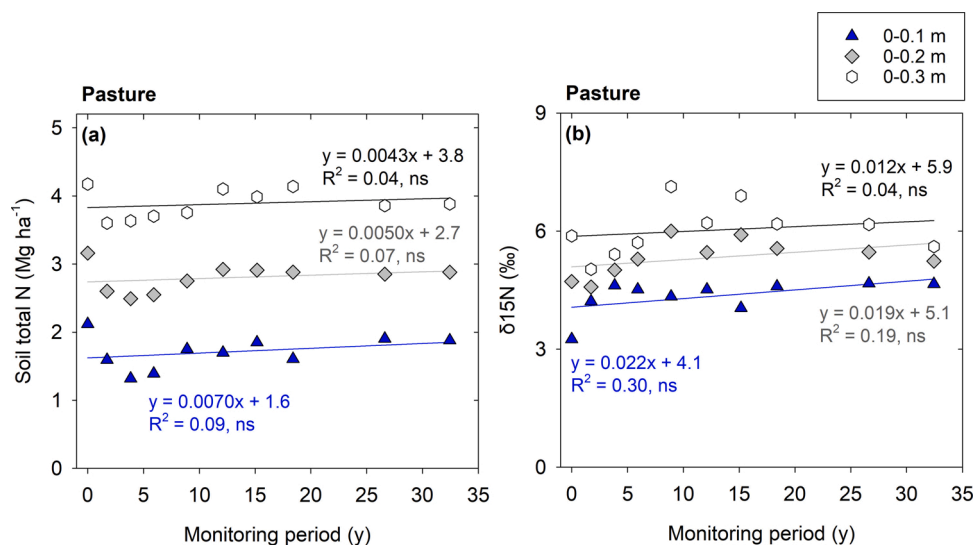 0-0.1 m
0-0.2 m
0-0.3 m
Pasture
(a)
5
4
3
2
1
0
Soil total N (Mg ha⁻¹)
y = 0.0043x + 3.8
R² = 0.04, ns
y = 0.0050x + 2.7
R² = 0.07, ns
y = 0.0070x + 1.6
R² = 0.09, ns
0 5 10 15 20 25 30 35
Monitoring period (y)
Pasture
(b)
9
6
3
0
δ15N (‰)
y = 0.012x + 5.9
R² = 0.04, ns
y = 0.019x + 5.1
R² = 0.19, ns
y = 0.022x + 4.1
R² = 0.30, ns
0 5 10 15 20 25 30 35
Monitoring period (y)